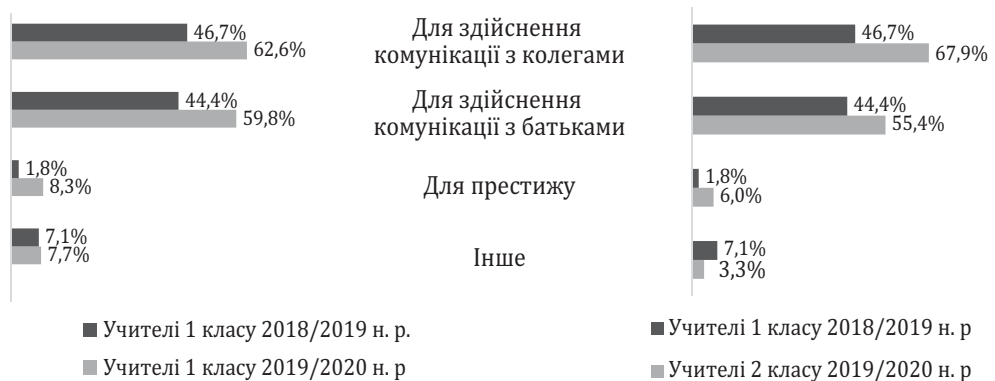 46,7%
62,6%
Для здійснення
комунікації з колегами
46,7%
67,9%
44,4%
59,8%
Для здійснення
комунікації з батьками
44,4%
55,4%
1,8%
8,3%
Для престижу
1,8%
6,0%
7,1%
7,7%
Інше
7,1%
3,3%
Учителі 1 класу 2018/2019 н. р.
Учителі 1 класу 2019/2020 н. р
Учителі 1 класу 2018/2019 н. р
Учителі 2 класу 2019/2020 н. р